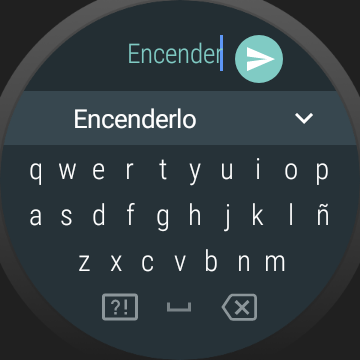 Encender
Encenderlo
q w e r t y u i o p
a s d f g h j k l ñ
z x c v b n m
?!